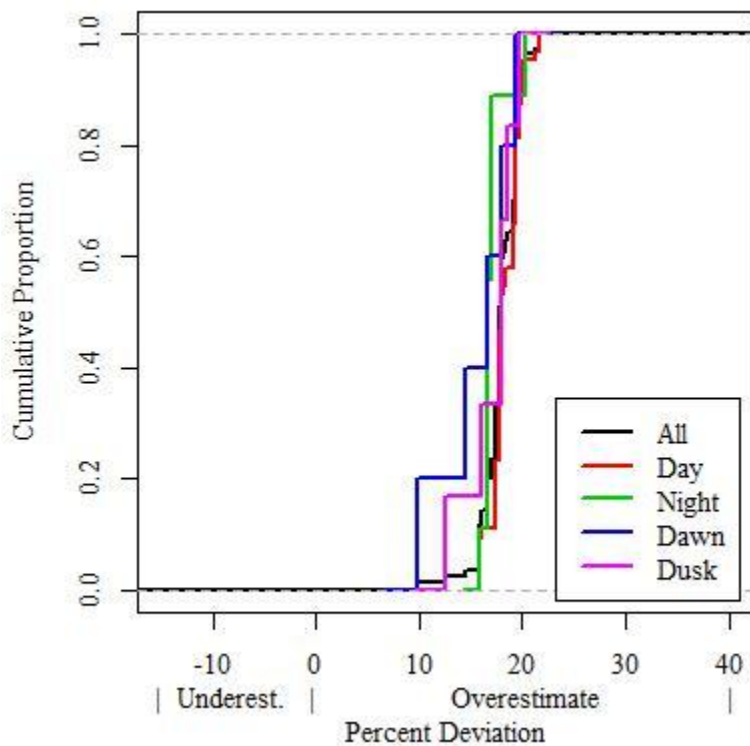 1.0
0.8
0.6
0.4
0.2
0.0
Cumulative Proportion
All
Day
Night
Dawn
Dusk
-10 0 10 20 30 40
| Underest. | Overestimate |
Percent Deviation